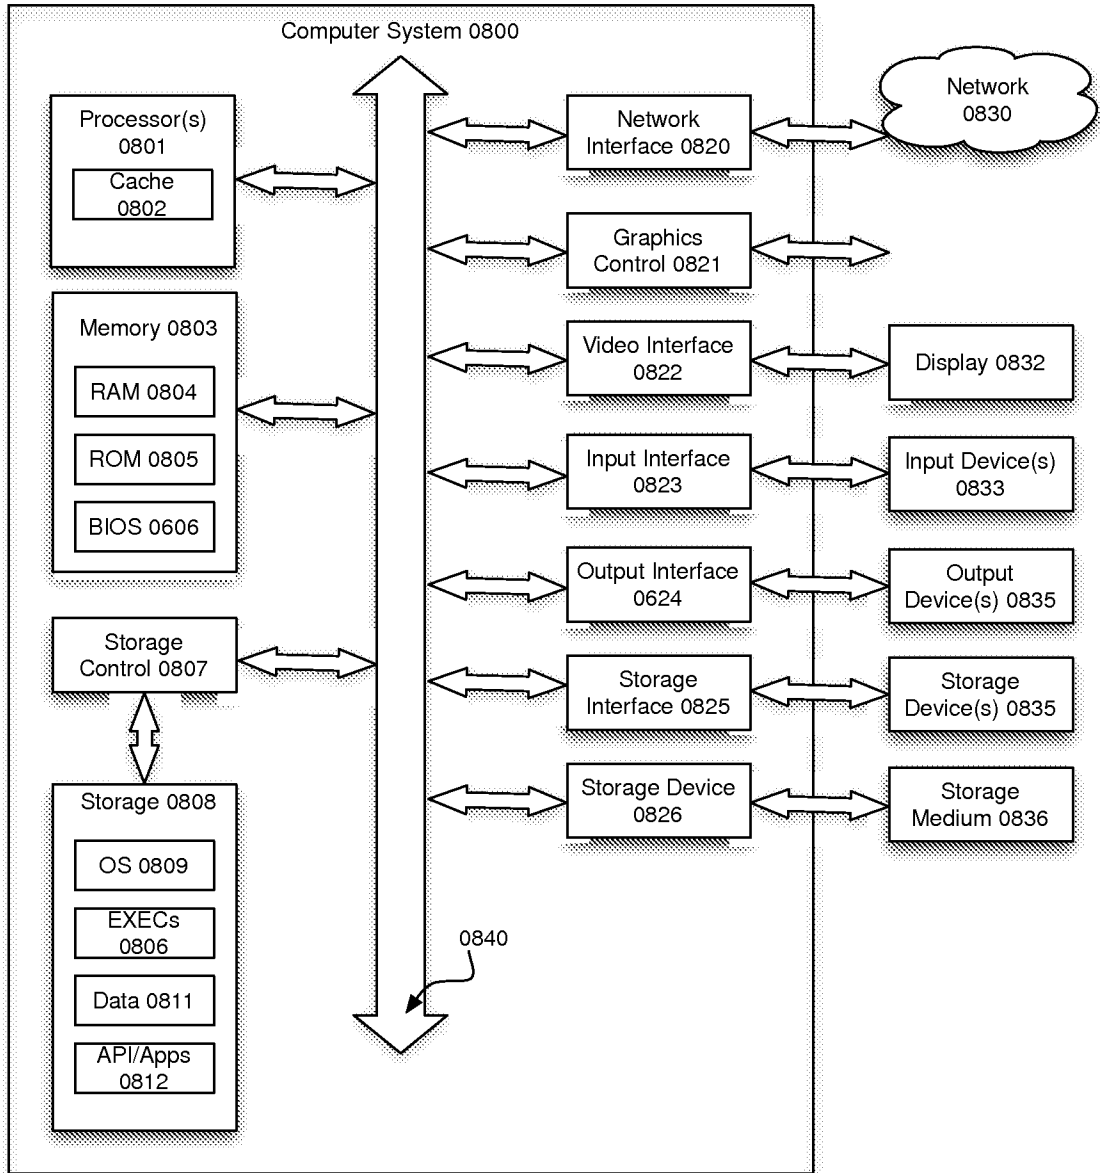 Computer System 0800
Processor(s)
0801
Cache
0802
Memory 0803
RAM 0804
ROM 0805
BIOS 0606
Storage
Control 0807
Storage 0808
OS 0809
EXECs
0806
Data 0811
API/Apps
0812
0840
Network
Interface 0820
Graphics
Control 0821
Video Interface
0822
Input Interface
0823
Output Interface
0624
Storage
Interface 0825
Storage Device
0826
Network
0830
Display 0832
Input Device(s)
0833
Output
Device(s) 0835
Storage
Device(s) 0835
Storage
Medium 0836